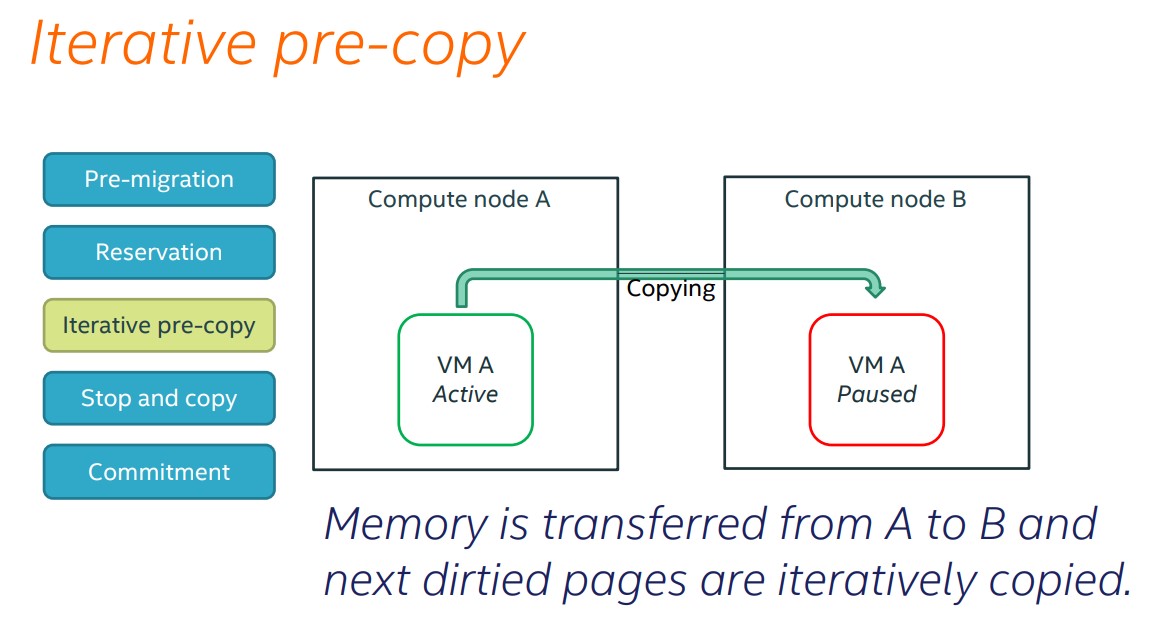 Iterative pre-copy
Pre-migration
Reservation
Iterative pre-copy
Stop and copy
Commitment
Compute node A
Compute node B
Copying
VM A
Active
VM A
Paused
Memory is transferred from A to B and
next dirtied pages are iteratively copied.